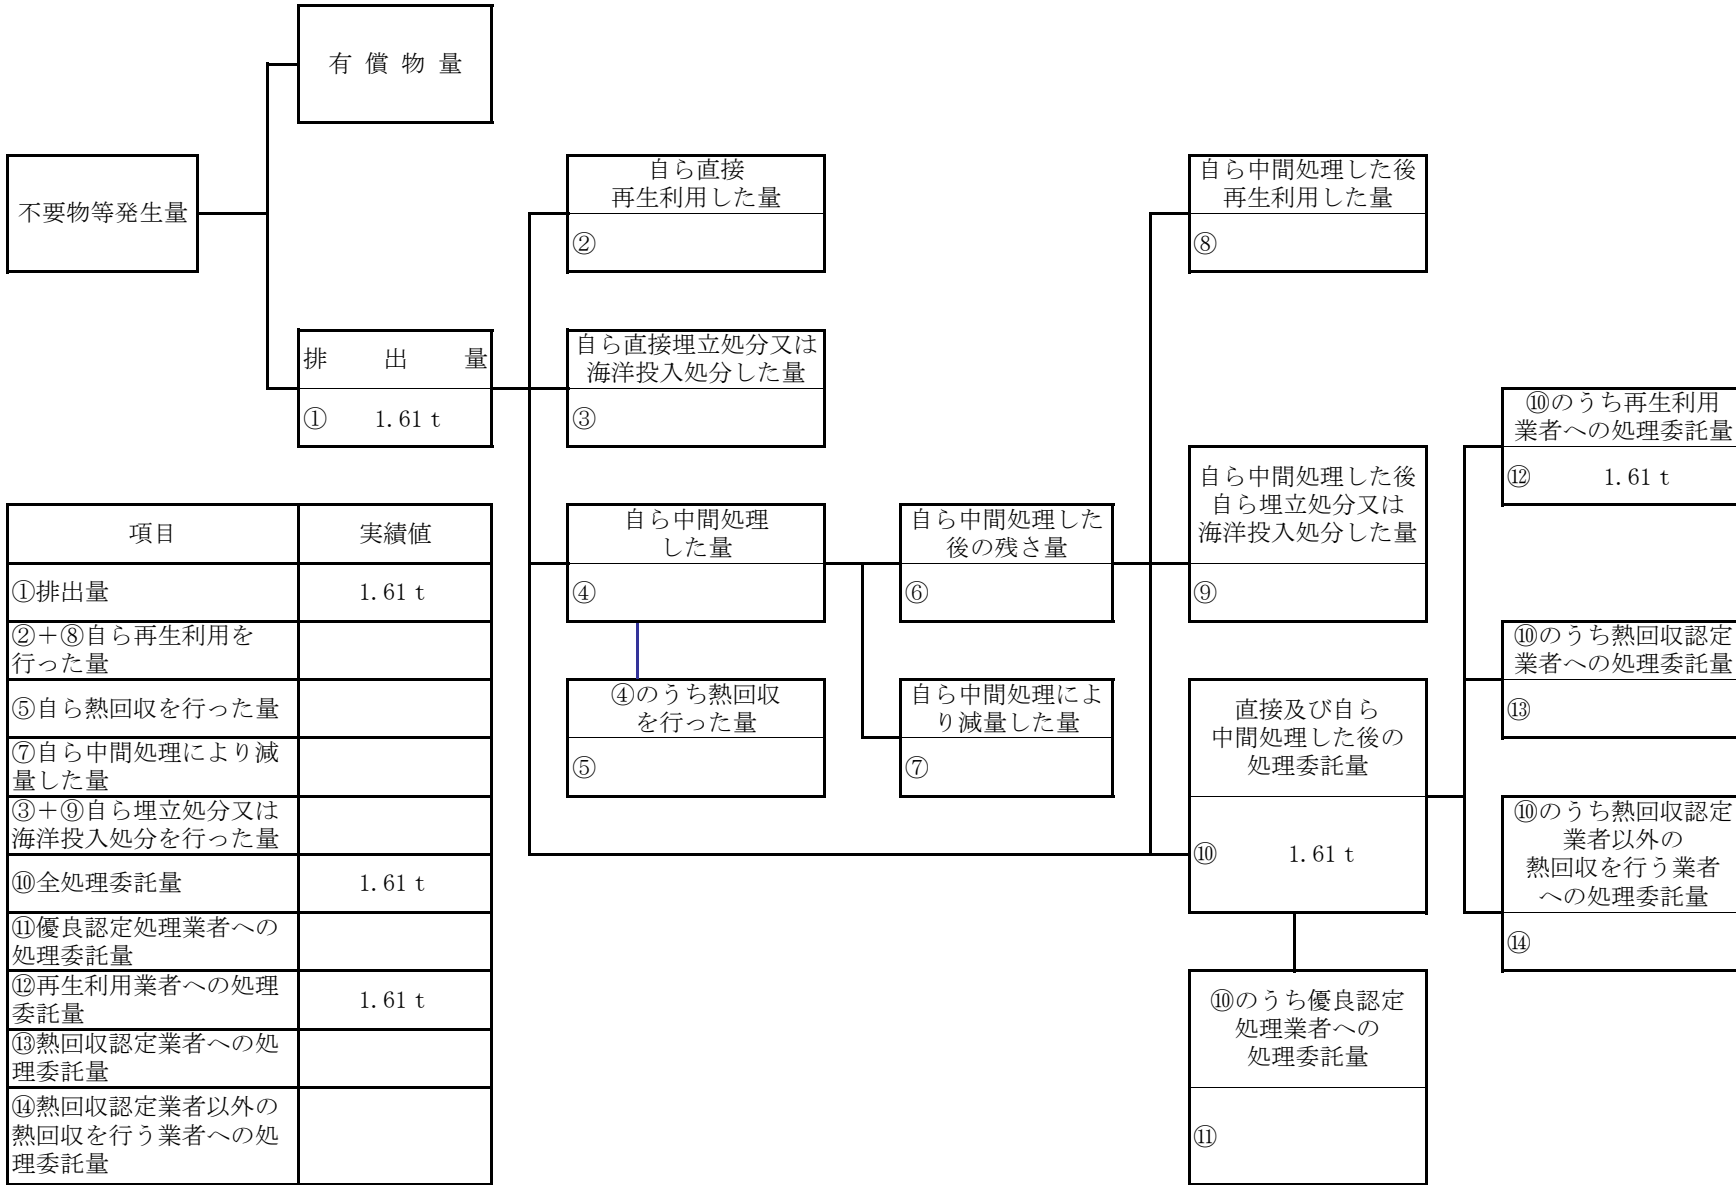 有 償 物 量
不要物等発生量
自ら直接
再生利用した量
②
自ら中間処理した後
再生利用した量
⑧
排 出 量
① 1.61 t
自ら直接埋立処分又は
海洋投入処分した量
③
⑩のうち再生利用
業者への処理委託量
⑫ 1.61 t
自ら中間処理した後
自ら埋立処分又は
海洋投入処分した量
⑨
自ら中間処理
した量
④
自ら中間処理した
後の残さ量
⑥
⑩のうち熱回収認定
業者への処理委託量
⑬
④のうち熱回収
を行った量
⑤
自ら中間処理によ
り減量した量
⑦
直接及び自ら
中間処理した後の
処理委託量
⑩ 1.61 t
⑩のうち熱回収認定
業者以外の
熱回収を行う業者
への処理委託量
⑭
⑩のうち優良認定
処理業者への
処理委託量
⑪
項目 実績値
①排出量 1.61 t
②＋⑧自ら再生利用を
行った量
⑤自ら熱回収を行った量
⑦自ら中間処理により減
量した量
③＋⑨自ら埋立処分又は
海洋投入処分を行った量
⑩全処理委託量 1.61 t
⑪優良認定処理業者への
処理委託量
⑫再生利用業者への処理
委託量 1.61 t
⑬熱回収認定業者への処
理委託量
⑭熱回収認定業者以外の
熱回収を行う業者への処
理委託量